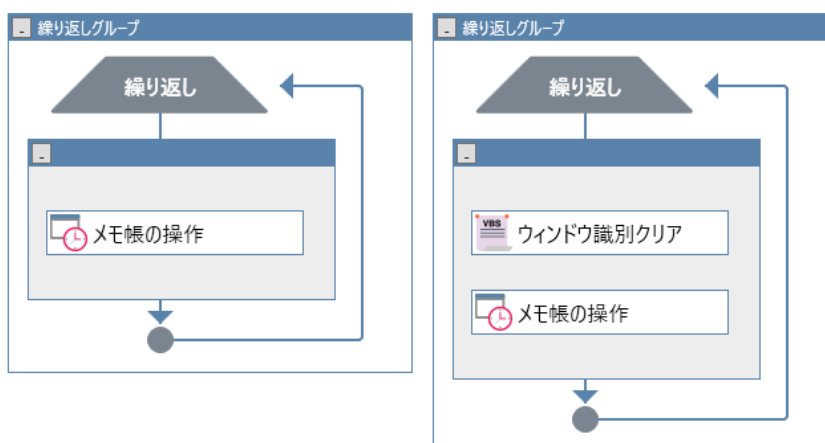 繰り返しグループ
繰り返し
メモ帳の操作
繰り返しグループ
繰り返し
VBS
ウィンドウ識別クリア
メモ帳の操作